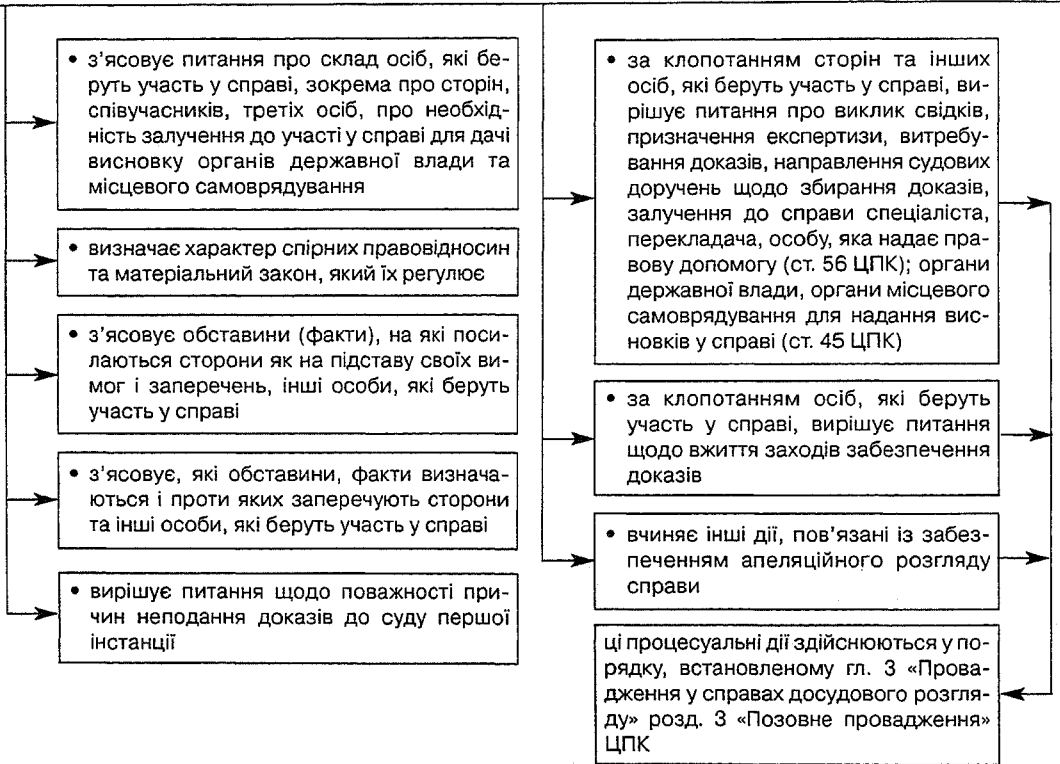 • з'ясовує питання про склад осіб, які бе-
руть участь у справі, зокрема про сторін,
співучасників, третіх осіб, про необхід-
ність залучення до участі у справі для дачі
висновку органів державної влади та
місцевого самоврядування
• визначає характер спірних правовідносин
та матеріальний закон, який їх регулює
• з'ясовує обставини (факти), на які поси-
лаються сторони як на підставу своїх ви-
мог і заперечень, інші особи, які беруть
участь у справі
• з'ясовує, які обставини, факти визнача-
ються і проти яких заперечують сторони
та інші особи, які беруть участь у справі
• вирішує питання щодо поважності при-
чин неподання доказів до суду першої
інстанції
• за клопотанням сторін та інших
осіб, які беруть участь у справі, ви-
рішує питання про виклик свідків,
призначення експертизи, витребу-
вання доказів, направлення судових
доручень щодо збирання доказів,
залучення до справи спеціаліста,
перекладача, особу, яка надає пра-
вову допомогу (ст. 56 ЦПК); органи
державної влади, органи місцевого
самоврядування для надання вис-
новків у справі (ст. 45 ЦПК)
• за клопотанням осіб, які беруть
участь у справі, вирішує питання
щодо вжиття заходів забезпечення
доказів
• вчиняє інші дії, пов'язані із забез-
печенням апеляційного розгляду
справи
ці процесуальні дії здійснюються у по-
рядку, встановленому гл. 3 «Прова-
дження у справах досудового розгля-
ду» розд. 3 «Позовне провадження»
ЦПК